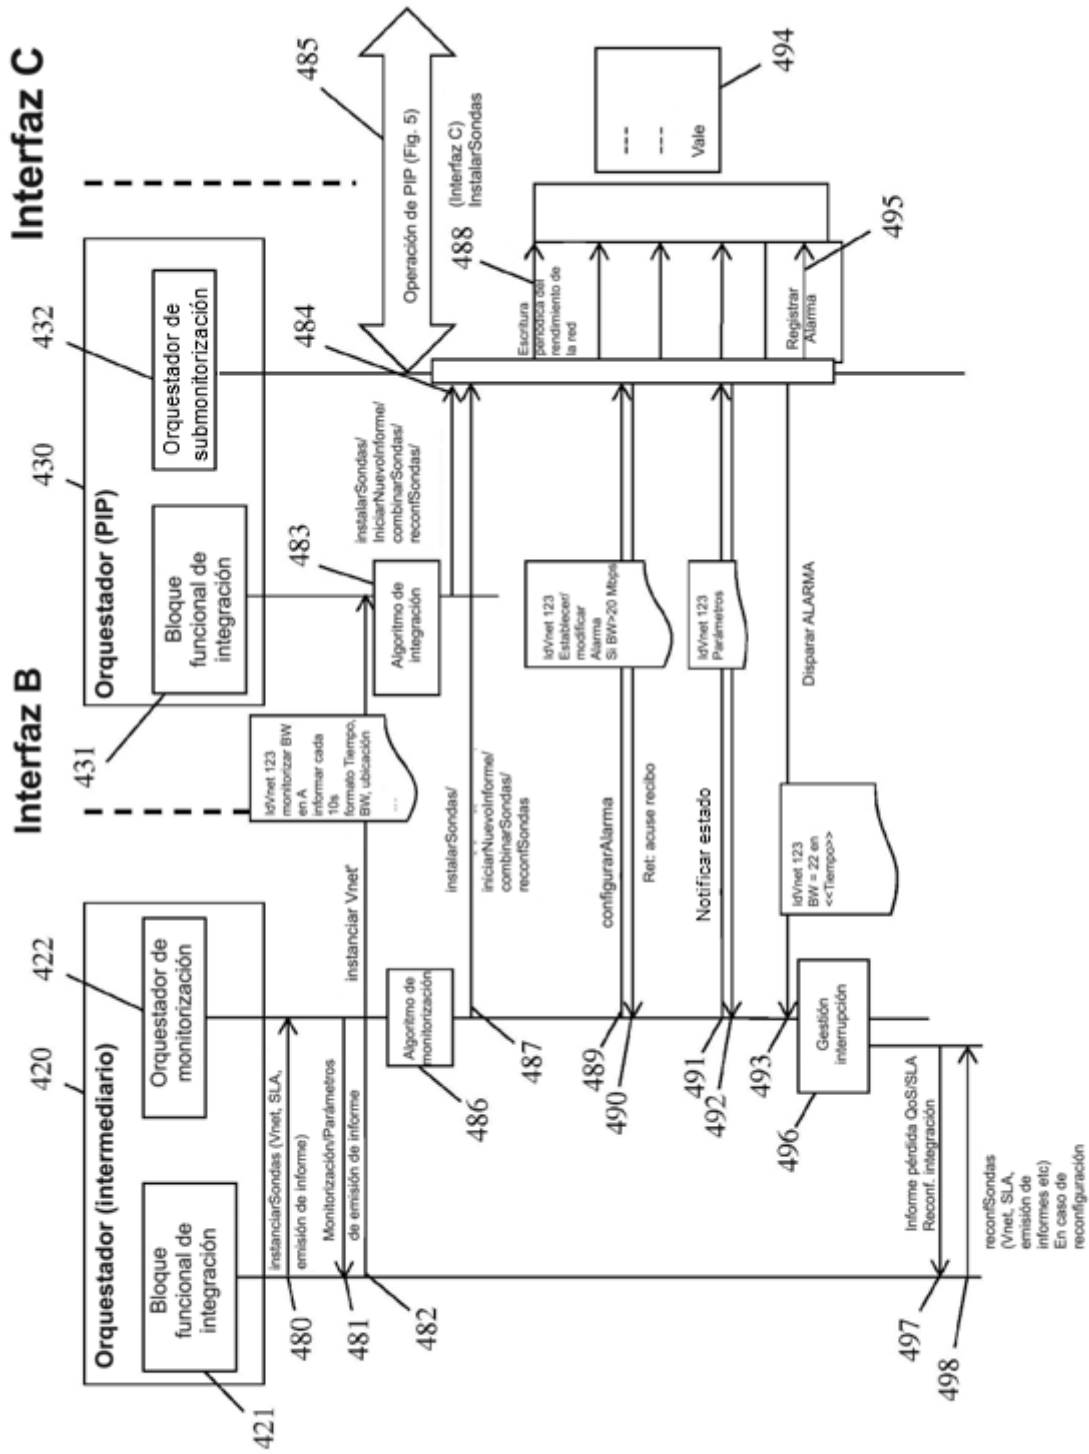 Interfaz B
Interfaz C
420
422
Orquestador (intermediario)
Bloque
funcional de
integración
Orquestador de
monitorización
421
431
430
432
Orquestador (PIP)
Bloque
funcional de
integración
Orquestador de
submonitorización
instanciarSondas (Vnet, SLA,
emisión de informe)
480
Monitorización/Parámetros
de emisión de informe
481
482
instanciar Vnet'
IdVnet 123
monitorizar BW
en A
informar cada
10s
formato Tiempo,
BW, ubicación
...
Algoritmo de
integración
483
instalarSondas/
IniciarNuevoInforme/
combinarSondas/
reconfSondas/
484
485
Operación de PIP (Fig. 5)
(Interfaz C)
InstalarSondas
Algoritmo de
monitorización
486
487
instalarSondas/
iniciarNuevoInforme/
combinarSondas/
reconfSondas
488
Escritura
periódica del
rendimiento de
la red
494
---
---
Vale
489
490
configurarAlarma
Ret: acuse recibo
IdVnet 123
Establecer/
modificar
Alarma
Si BW>20 Mbps
491
492
Notificar estado
IdVnet 123
Parámetros
Registrar
Alarma
495
493
Disparar ALARMA
IdVnet 123
BW = 22 en
<<Tiempo>>
Gestión
interrupción
496
Informe pérdida QoS/SLA
Reconf. integración
497
498
reconfSondas
(Vnet, SLA,
emisión de
informes etc)
En caso de
reconfiguración